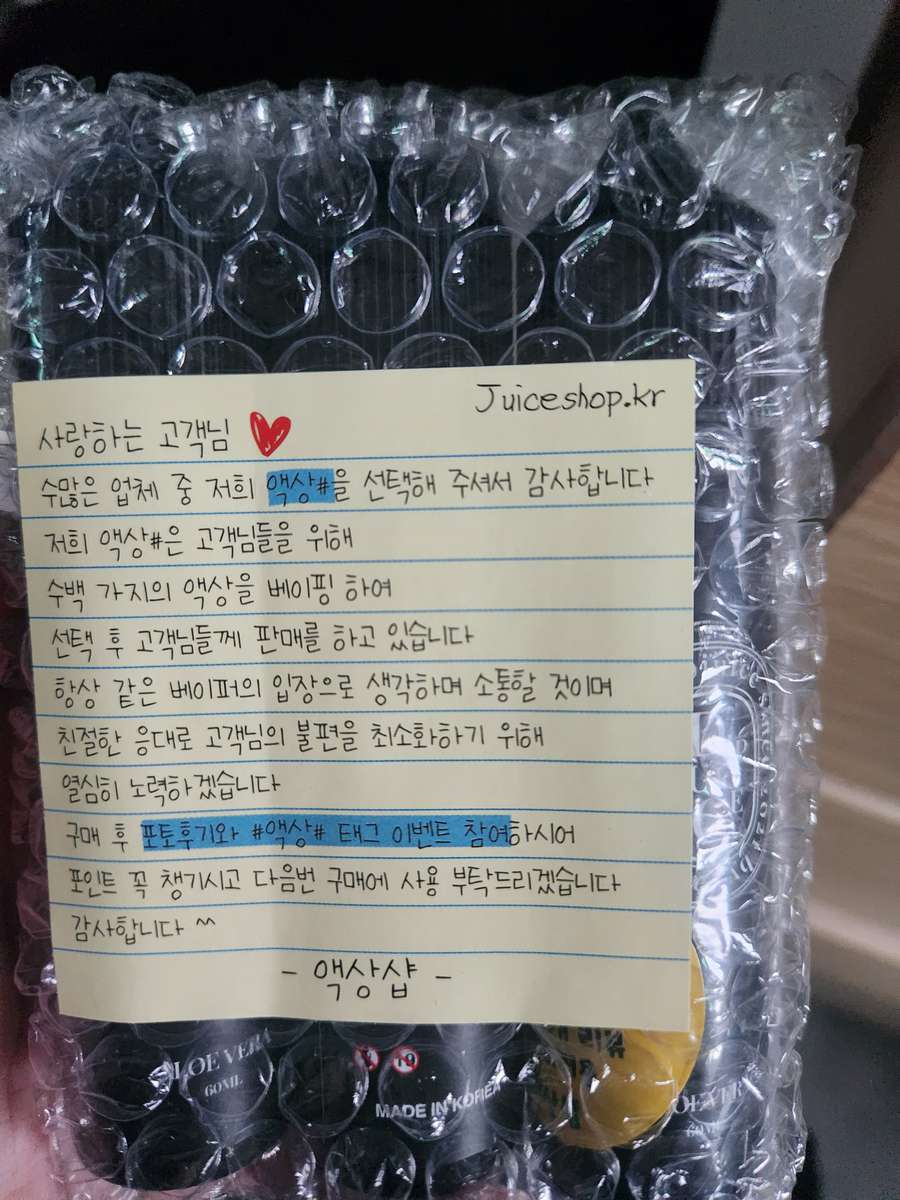 Juiceshop.kr
사랑하는 고객님
수많은 업체 중 저희 액상#을 선택해 주셔서 감사합니다
저희 액상#은 고객님들을 위해
수백 가지의 액상을 베이핑 하여
선택 후 고객님들께 판매를 하고 있습니다
항상 같은 베이퍼의 입장으로 생각하며 소통할 것이며
친절한 응대로 고객님의 불편을 최소화하기 위해
열심히 노력하겠습니다
구매 후 포토후기와 #액상# 태그 이벤트 참여하시어
포인트 꼭 챙기시고 다음번 구매에 사용 부탁드리겠습니다
감사합니다 ^^
- 액상샵 -
ALOE VERA
60ML
19
MADE IN KOREA
60ML